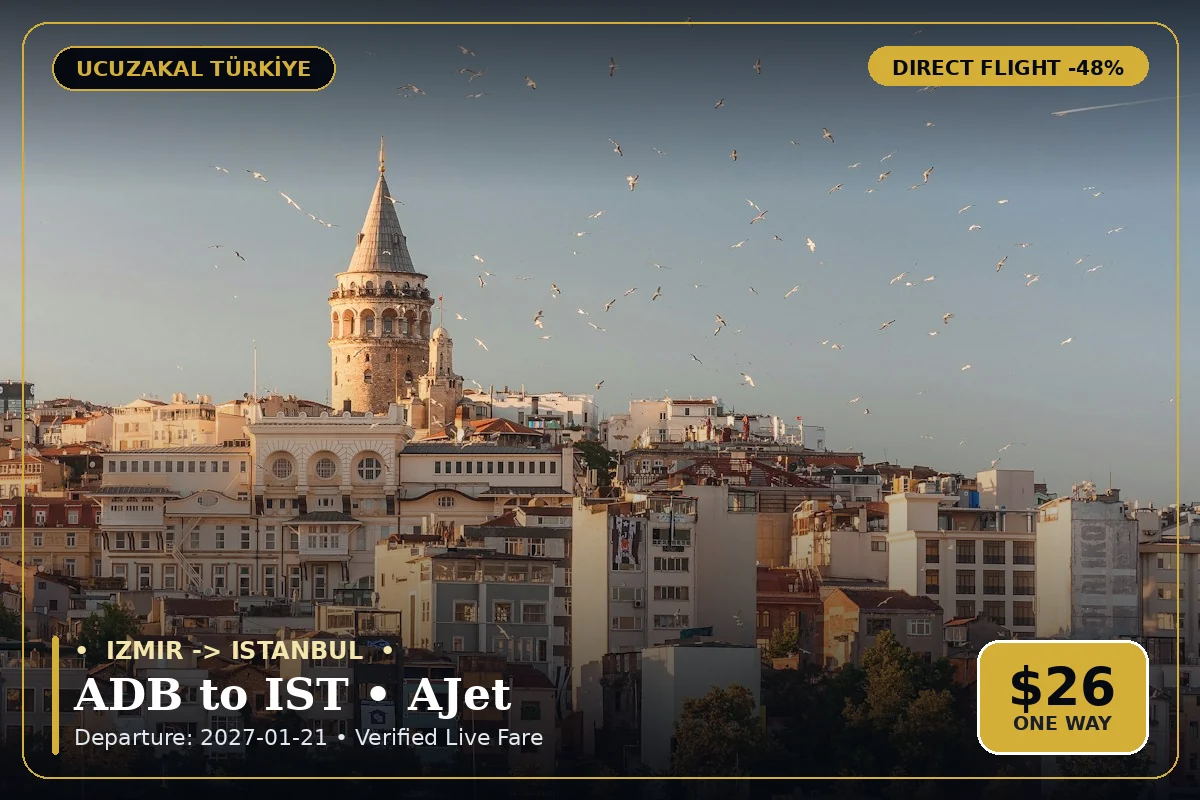 UCUZAKAL TÜRKİYE
DIRECT FLIGHT -48%
• IZMIR -> ISTANBUL •
ADB to IST • AJet
Departure: 2027-01-21 • Verified Live Fare
$26
ONE WAY